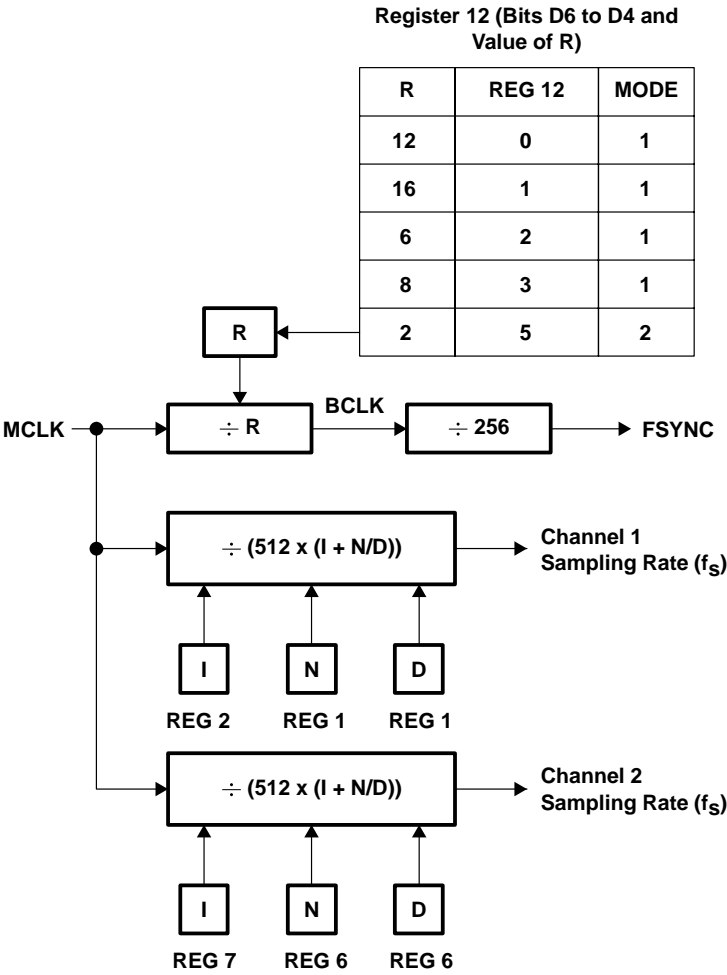 Register 12 (Bits D6 to D4 and
Value of R)
R REG 12 MODE
12 0 1
16 1 1
6 2 1
8 3 1
2 5 2
R
MCLK ÷ R BCLK ÷ 256 FSYNC
÷ (512 x (I + N/D))
Channel 1
Sampling Rate (fs)
I N D
REG 2 REG 1 REG 1
÷ (512 x (I + N/D))
Channel 2
Sampling Rate (fs)
I N D
REG 7 REG 6 REG 6